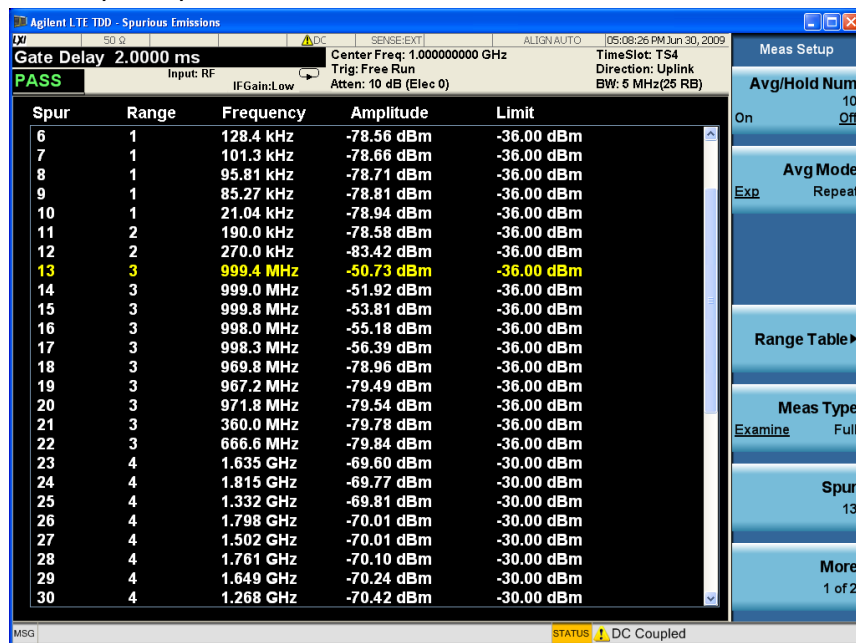 Agilent LTE TDD - Spurious Emissions
LXI 50 Ω DC SENSE:EXT ALIGN AUTO 05:08:26 PM Jun 30, 2009
Gate Delay 2.0000 ms Center Freq: 1.000000000 GHz TimeSlot: TS4
Input: RF Trig: Free Run Direction: Uplink
PASS IFGain:Low Atten: 10 dB (Elec 0) BW: 5 MHz(25 RB)
Spur Range Frequency Amplitude Limit
6 1 128.4 kHz -78.56 dBm -36.00 dBm
7 1 101.3 kHz -78.66 dBm -36.00 dBm
8 1 95.81 kHz -78.71 dBm -36.00 dBm
9 1 85.27 kHz -78.81 dBm -36.00 dBm
10 1 21.04 kHz -78.94 dBm -36.00 dBm
11 2 190.0 kHz -78.58 dBm -36.00 dBm
12 2 270.0 kHz -83.42 dBm -36.00 dBm
13 3 999.4 MHz -50.73 dBm -36.00 dBm
14 3 999.0 MHz -51.92 dBm -36.00 dBm
15 3 999.8 MHz -53.81 dBm -36.00 dBm
16 3 998.0 MHz -55.18 dBm -36.00 dBm
17 3 998.3 MHz -56.39 dBm -36.00 dBm
18 3 969.8 MHz -78.96 dBm -36.00 dBm
19 3 967.2 MHz -79.49 dBm -36.00 dBm
20 3 971.8 MHz -79.54 dBm -36.00 dBm
21 3 360.0 MHz -79.78 dBm -36.00 dBm
22 3 666.6 MHz -79.84 dBm -36.00 dBm
23 4 1.635 GHz -69.60 dBm -30.00 dBm
24 4 1.815 GHz -69.77 dBm -30.00 dBm
25 4 1.332 GHz -69.81 dBm -30.00 dBm
26 4 1.798 GHz -70.01 dBm -30.00 dBm
27 4 1.502 GHz -70.01 dBm -30.00 dBm
28 4 1.761 GHz -70.10 dBm -30.00 dBm
29 4 1.649 GHz -70.24 dBm -30.00 dBm
30 4 1.268 GHz -70.42 dBm -30.00 dBm
Meas Setup
Avg/Hold Num
10
On Off
Avg Mode
Exp Repeat
Range Table
Meas Type
Examine Full
Spur
13
More
1 of 2
MSG STATUS DC Coupled